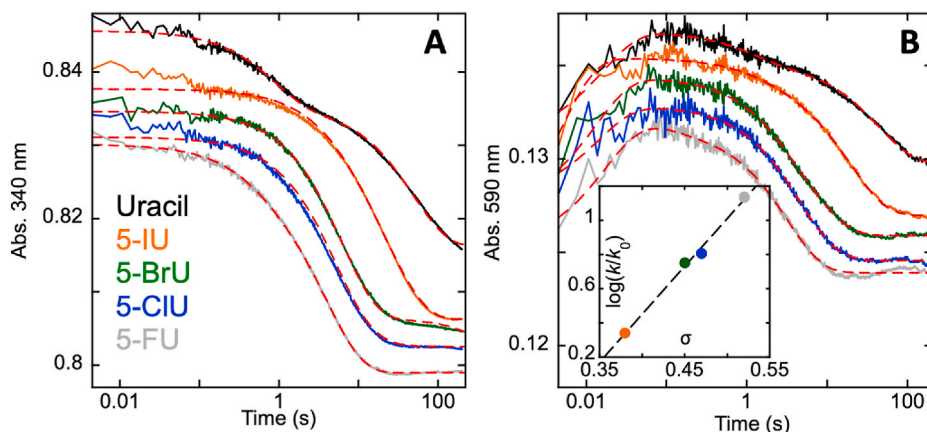 A
Abs. 340 nm
0.84
0.82
0.8
Uracil
5-IU
5-BrU
5-ClU
5-FU
0.01
1
10
100
Time (s)
B
Abs. 590 nm
0.13
0.12
log(k/k0)
1
0.6
0.2
0.35
0.45
0.55
σ
0.01
1
10
100
Time (s)